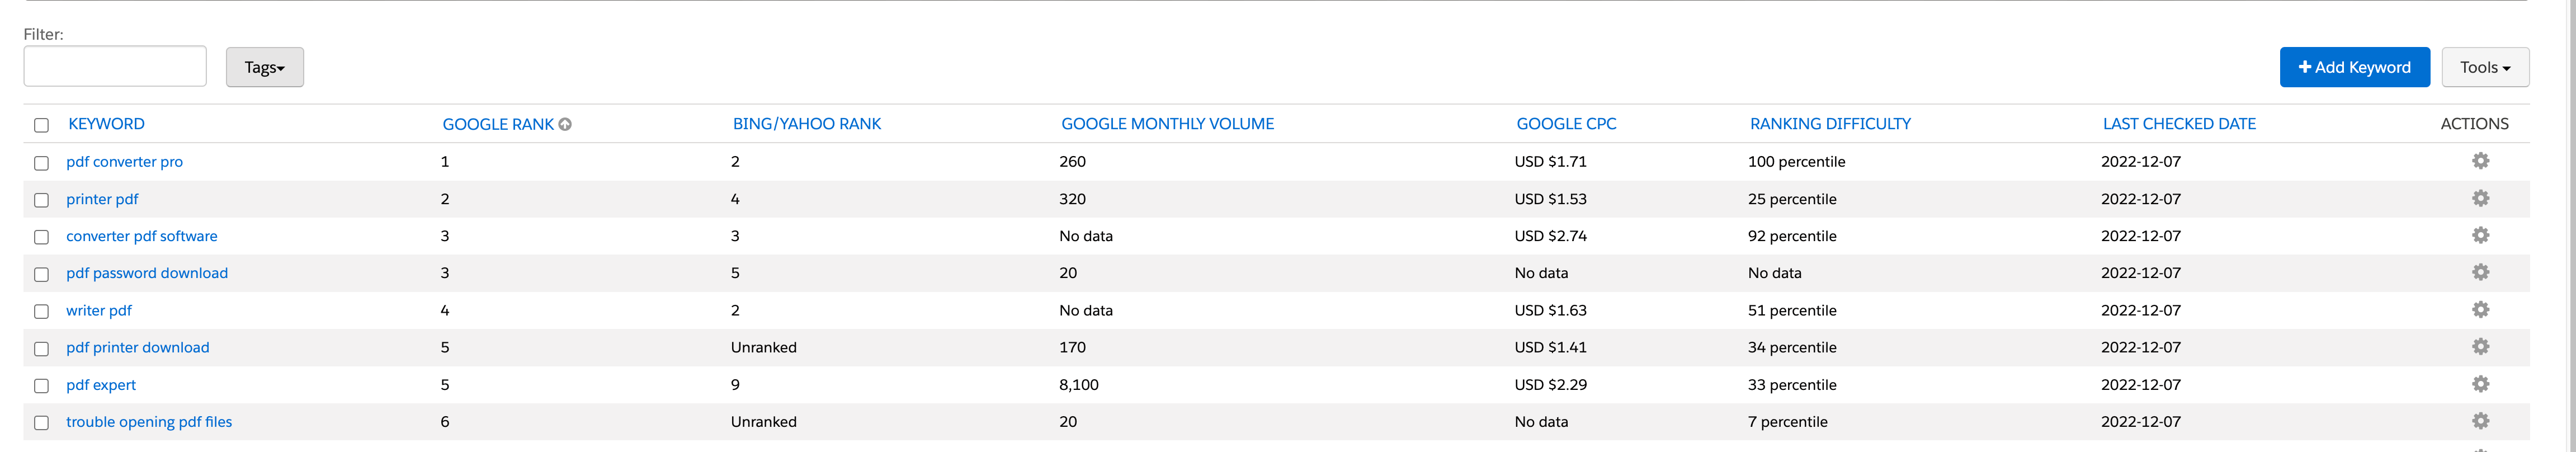 Filter:
Tags
Add Keyword
Tools
KEYWORD GOOGLE RANK BING/YAHOO RANK GOOGLE MONTHLY VOLUME GOOGLE CPC RANKING DIFFICULTY LAST CHECKED DATE ACTIONS
pdf converter pro 1 2 260 USD $1.71 100 percentile 2022-12-07
printer pdf 2 4 320 USD $1.53 25 percentile 2022-12-07
converter pdf software 3 3 No data USD $2.74 92 percentile 2022-12-07
pdf password download 3 5 20 No data No data 2022-12-07
writer pdf 4 2 No data USD $1.63 51 percentile 2022-12-07
pdf printer download 5 Unranked 170 USD $1.41 34 percentile 2022-12-07
pdf expert 5 9 8,100 USD $2.29 33 percentile 2022-12-07
trouble opening pdf files 6 Unranked 20 No data 7 percentile 2022-12-07